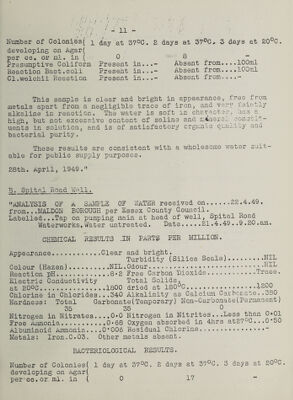 - 11 -
Number of Colonies( 1 day at 37ºC. 2 days at 37ºC. 3 days at 20ºC.
developing on Agar(
per cc. or ml. in ( 0 8 -
Presumptive Coliform Present in...- Absent from....100ml
Reaction Bact.coli Present in...- Absent from....100ml
Cl.welchii Reaction Present in...- Absent from....-
This sample is clear and bright in appearance, free from
metals apart from a negligible trace of iron, and very faintly
alkaline in reaction. The water is soft in character, has a
high, but not excessive content of saline and mineral constit-
uents in solution, and is of satisfactory organic quality and
bacterial purity.
These results are consistent with a wholesome water suit-
able for public supply purposes.
28th. April, 1949."
B. Spital Road Well.
"ANALYSIS OF A SAMPLE OF WATER received on......22.4.49.
from...MALDON BOROUGH per Essex County Council.
Labelled...Tap on pumping main at head of well, Spital Road
Waterworks.Water untreated. Date.....21.4.49..9.20.am.
CHEMICAL RESULTS IN PARTS PER MILLION.
Appearance............Clear and bright.
Turbidity (Silica Scale).........NIL
Colour (Hazen).........NIL.Odour.........................NIL
Reaction pH............8.2 Free Carbon Dioxide.........Trace.
Electric Conductivity Total Solids,
at 20ºC..............1800 dried at 180ºC...............1200
Chlorine in Chlorides..340 Alkalinity as Calcium Carbonate..350
Hardness: Total Carbonate(Temporary) Non-Carbonate(Permanent)
35 35 0
Nitrogen in Nitrates....0.0 Nitrogen in Nitrites...Less than 0.01
Free Ammonia...........0.68 Oxygen absorbed in 4hrs at27ºC...0.50
Albuminoid Ammonia....0.006 Residual Chlorine...............-
Metals: Iron.0.03. Other metals absent.
BACTERIOLOGICAL RESULTS.
Number of Colonies( 1 day at 37ºC. 2 days at 37ºC. 3 days at 20ºC.
developing on Agar(
per cc. or ml. in ( 0 17 -